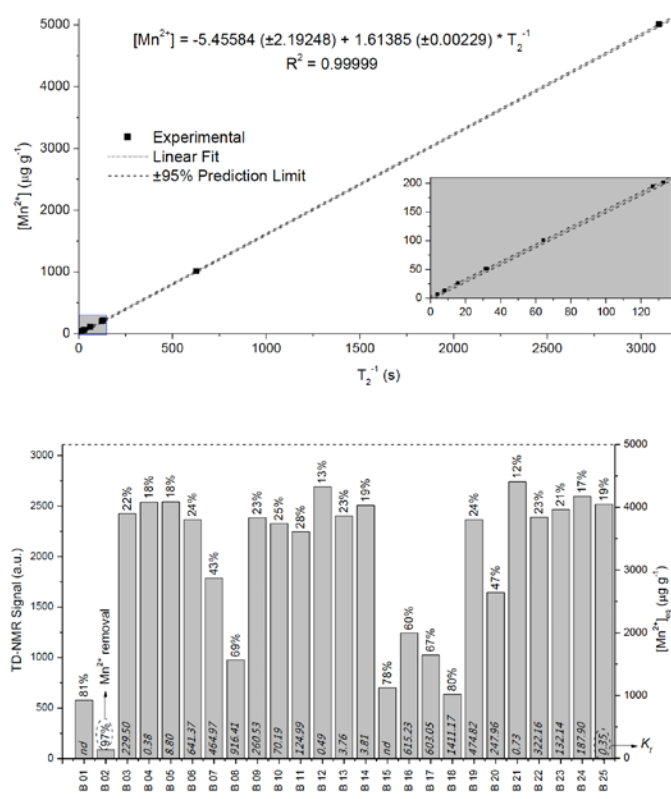 [Mn²⁺] = -5.45584 (±2.19248) + 1.61385 (±0.00229) * T₂⁻¹
R² = 0.99999
Experimental
Linear Fit
±95% Prediction Limit
[Mn²⁺] (µg g⁻¹)
5000
4000
3000
2000
1000
0
200
150
100
50
0
0 20 40 60 80 100 120
0 500 1000 1500 2000 2500 3000
T₂⁻¹ (s)
TD-NMR Signal (a.u.)
3000
2500
2000
1500
1000
500
0
81% 97% 22% 18% 18% 24% 43% 69% 23% 25% 28% 13% 23% 19% 78% 60% 67% 80% 24% 47% 12% 23% 21% 17% 19%
Mn²⁺ removal
nd 229.50 0.38 8.80 641.37 464.97 916.41 260.53 70.19 124.99 0.49 3.76 3.81 nd 615.23 603.05 1411.17 474.82 247.96 0.73 322.16 132.14 187.90 0.35
B 01 B 02 B 03 B 04 B 05 B 06 B 07 B 08 B 09 B 10 B 11 B 12 B 13 B 14 B 15 B 16 B 17 B 18 B 19 B 20 B 21 B 22 B 23 B 24 B 25
5000
4000
3000
2000
1000
0
[Mn²⁺] (µg g⁻¹)